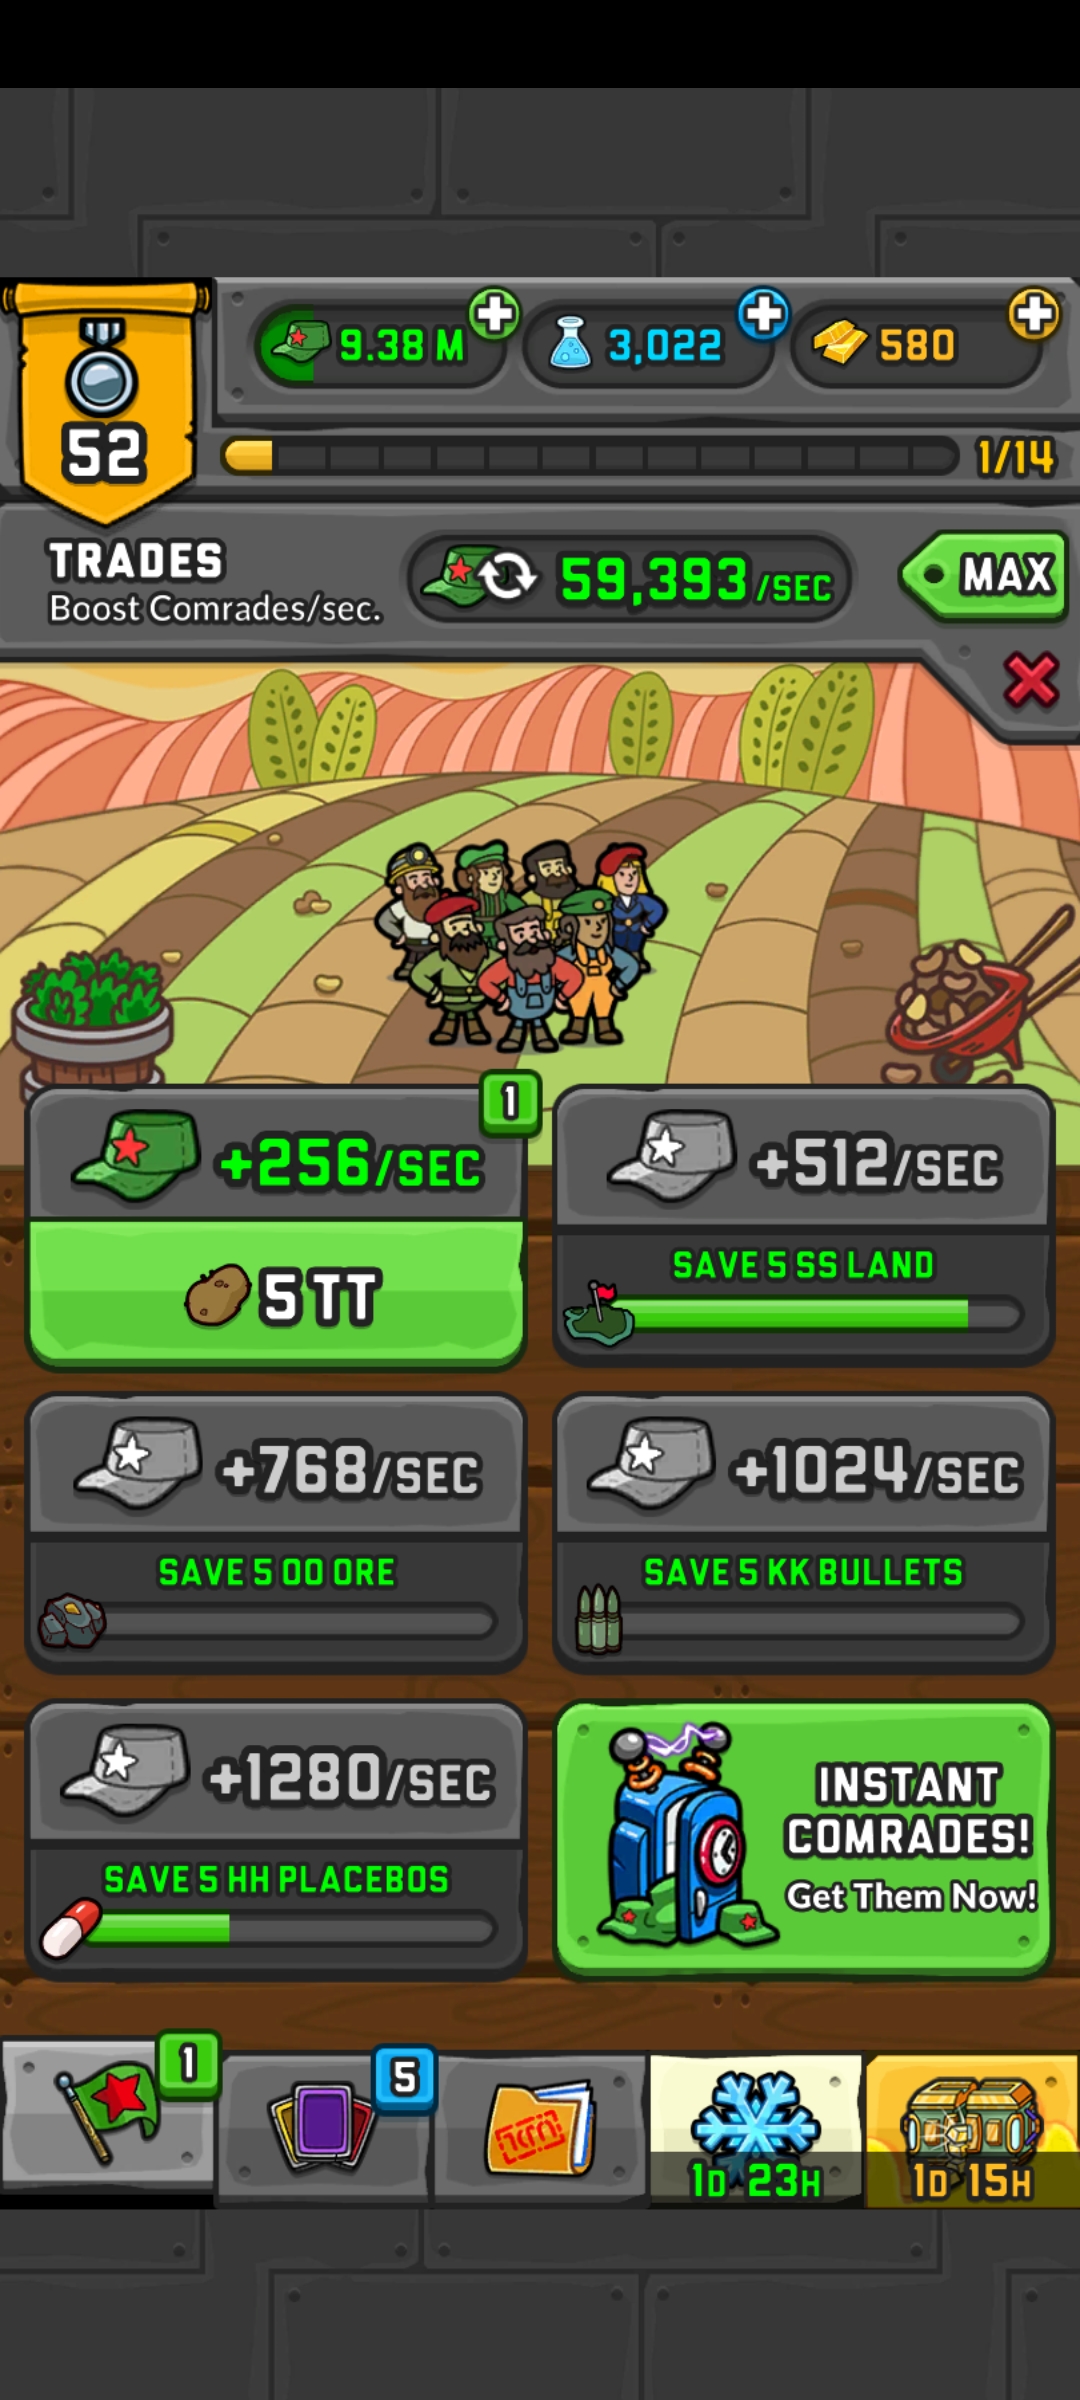 9.38 M
3,022
580
52
1/14
TRADES
Boost Comrades/sec.
59,393/SEC
MAX
1
+256/SEC
5 TT
+512/SEC
SAVE 5 SS LAND
+768/SEC
SAVE 5 OO ORE
+1024/SEC
SAVE 5 KK BULLETS
+1280/SEC
SAVE 5 HH PLACEBOS
INSTANT
COMRADES!
Get Them Now!
1
5
1D 23H
1D 15H